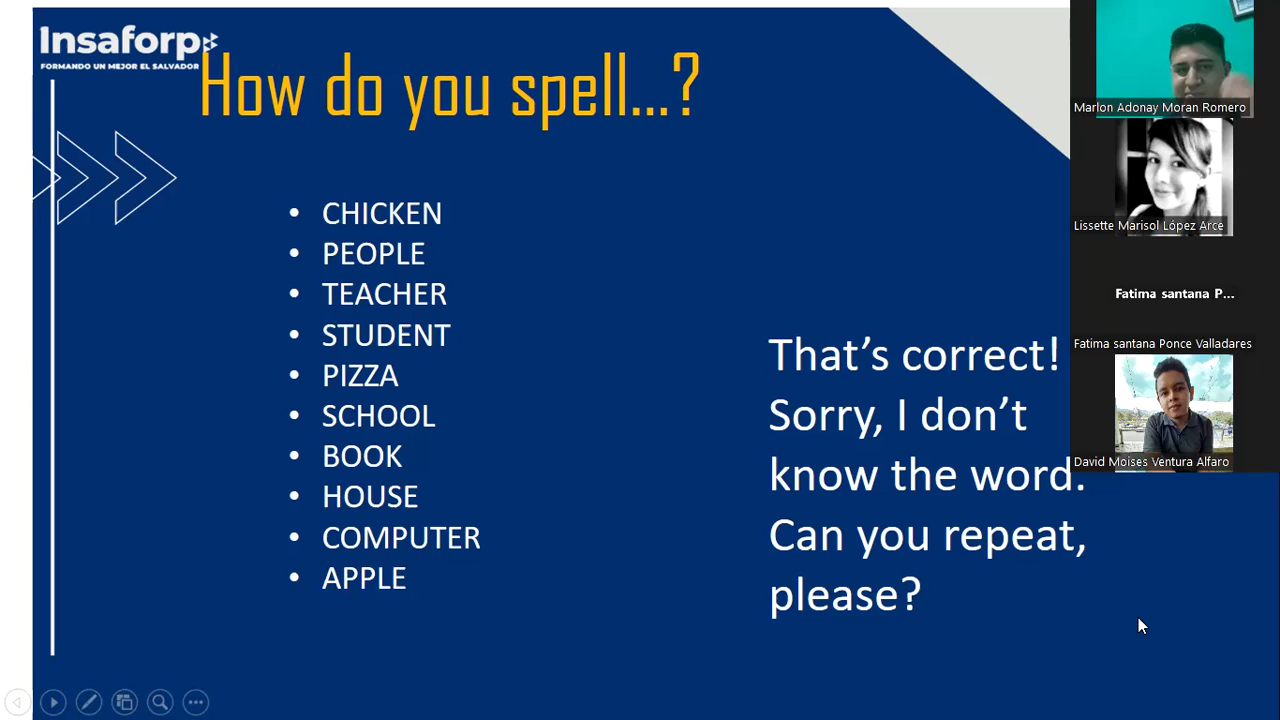 Insaforp
FORMANDO UN MEJOR EL SALVADOR
How do you spell...?
• CHICKEN
• PEOPLE
• TEACHER
• STUDENT
• PIZZA
• SCHOOL
• BOOK
• HOUSE
• COMPUTER
• APPLE
That's correct!
Sorry, I don't
know the word.
Can you repeat,
please?
Marlon Adonay Moran Romero
Lissette Marisol López Arce
Fatima santana P...
Fatima santana Ponce Valladares
David Moises Ventura Alfaro